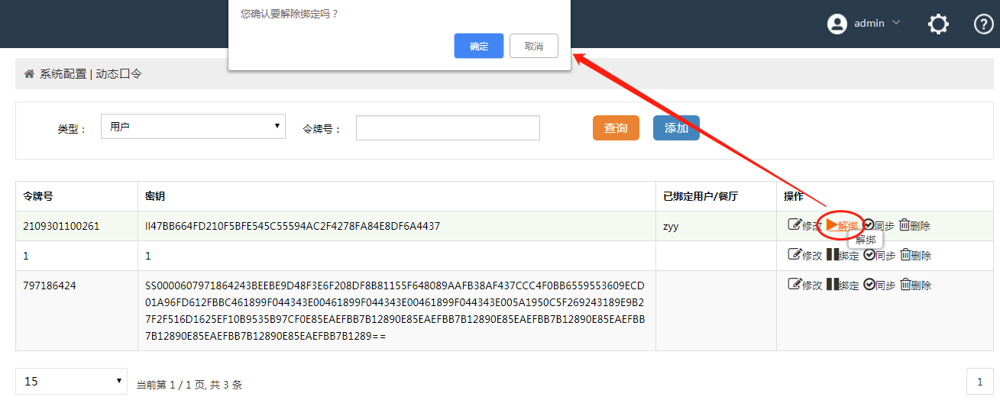 您确认要解除绑定吗？
确定 取消
admin
系统配置 | 动态口令
类型： 用户 令牌号： 查询 添加
令牌号 密钥 已绑定用户/餐厅 操作
2109301100261 II47BB664FD210F5BFE545C55594AC2F4278FA84E8DF6A4437 zyy 修改 解绑 同步 删除
解绑
1 1 修改 绑定 同步 删除
797186424 SS0000607971864243BEEBE9D48F3E6F208DF8B81155F648089AAFB38AF437CCC4F0BB6559553609ECD 修改 绑定 同步 删除
01A96FD612FBBC461899F044343E00461899F044343E00461899F044343E005A1950C5F269243189E9B2
7F2F516D1625EF10B9535B97CF0E85EAEFBB7B12890E85EAEFBB7B12890E85EAEFBB7B12890E85EAEFBB
7B12890E85EAEFBB7B12890E85EAEFBB7B1289==
15 当前第 1 / 1 页, 共 3 条 1